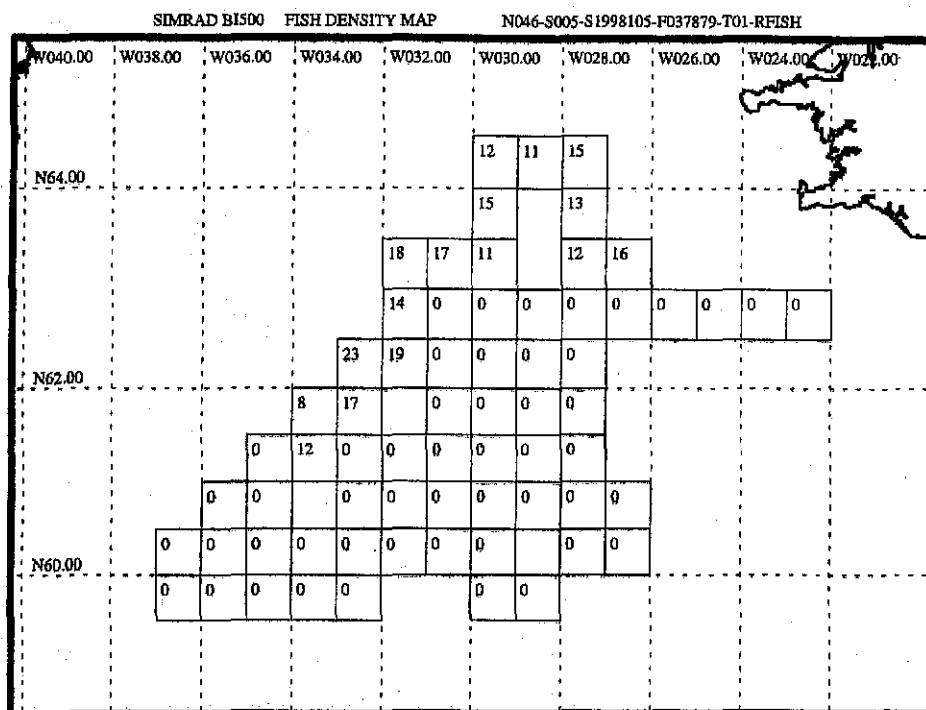 SIMRAD BI500 FISH DENSITY MAP N046-S005-S1998105-F037879-T01-RFISH
W040.00 W038.00 W036.00 W034.00 W032.00 W030.00 W028.00 W026.00 W024.00 W022.00
12 11 15
N64.00
15 13
18 17 11 12 16
14 0 0 0 0 0 0 0 0 0
23 19 0 0 0 0
N62.00
8 17 0 0 0 0
0 12 0 0 0 0 0 0
0 0 0 0 0 0 0 0 0
0 0 0 0 0 0 0 0 0 0
N60.00
0 0 0 0 0 0 0